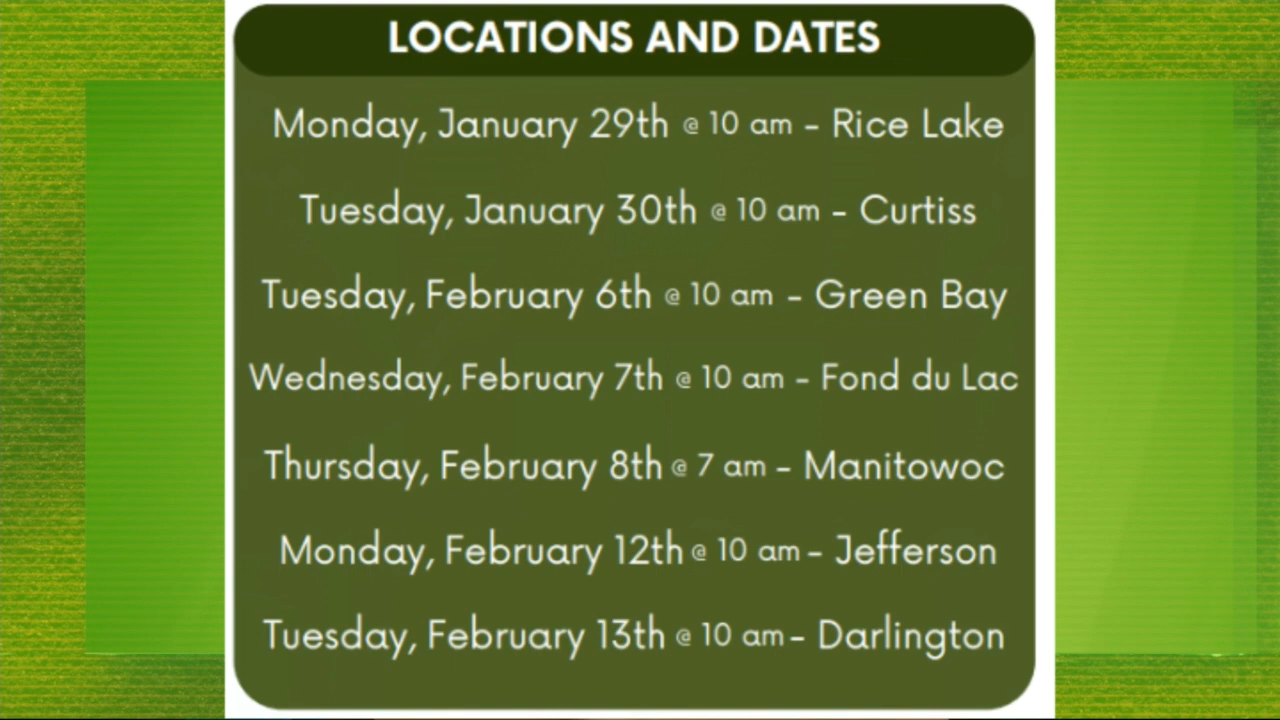 LOCATIONS AND DATES
Monday, January 29th @ 10 am - Rice Lake
Tuesday, January 30th @ 10 am - Curtiss
Tuesday, February 6th @ 10 am - Green Bay
Wednesday, February 7th @ 10 am - Fond du Lac
Thursday, February 8th @ 7 am - Manitowoc
Monday, February 12th @ 10 am - Jefferson
Tuesday, February 13th @ 10 am - Darlington